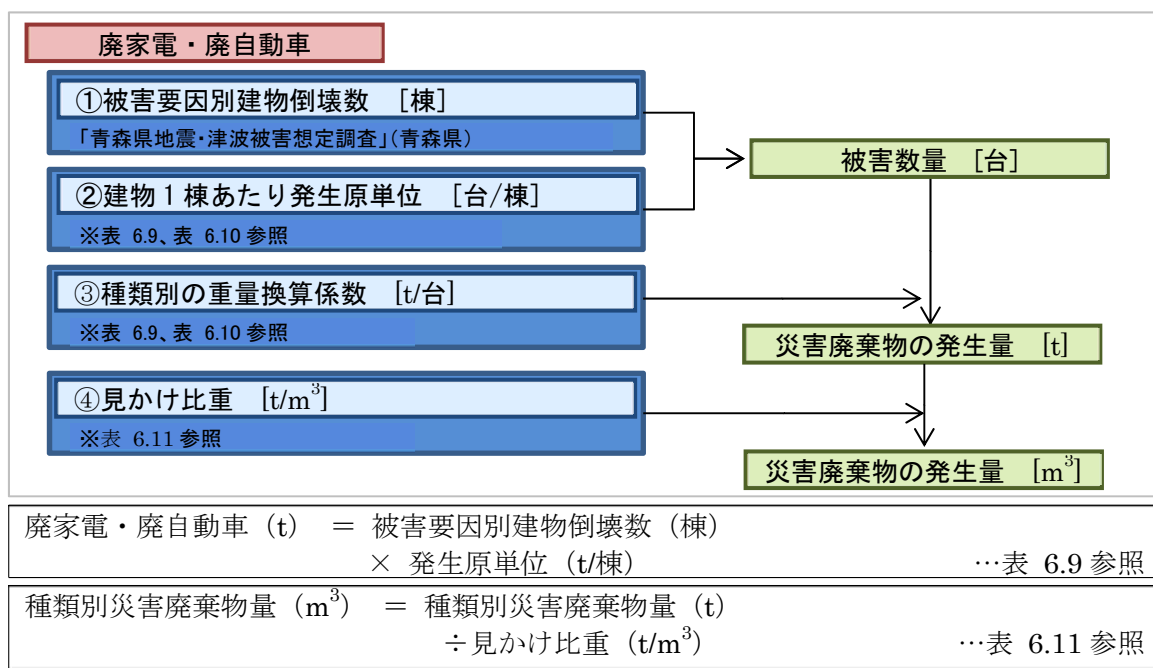 廃家電・廃自動車
①被害要因別建物倒壊数　[棟]
「青森県地震・津波被害想定調査」(青森県)
②建物1棟あたり発生原単位　[台/棟]
※表 6.9、表 6.10 参照
③種類別の重量換算係数　[t/台]
※表 6.9、表 6.10 参照
④見かけ比重　[t/m³]
※表 6.11 参照
被害数量　[台]
災害廃棄物の発生量　[t]
災害廃棄物の発生量　[m³]
廃家電・廃自動車（t）　＝ 被害要因別建物倒壊数（棟）
× 発生原単位（t/棟）　…表 6.9 参照
種類別災害廃棄物量（m³）　＝ 種類別災害廃棄物量（t）
÷見かけ比重（t/m³）　…表 6.11 参照